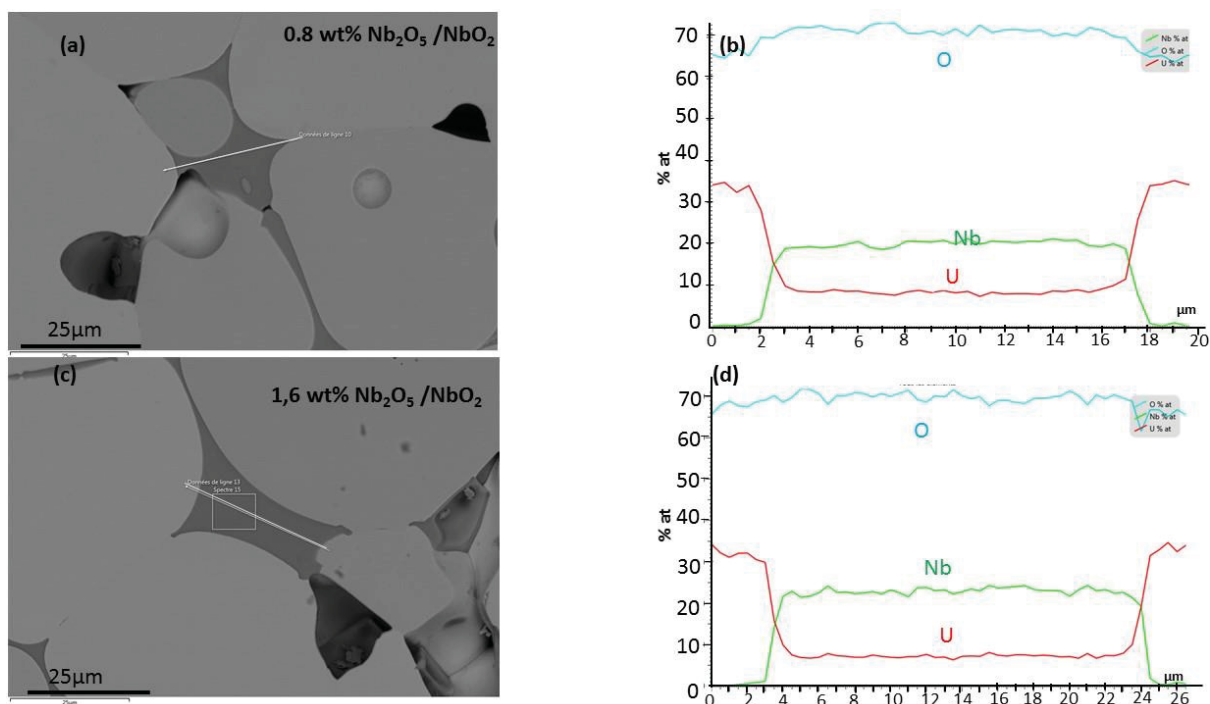 (a)
0.8 wt% Nb₂O₅ /NbO₂
Données de ligne 10
25µm
25µm
(b)
70
60
50
40
30
20
10
0
% at
O
Nb
U
Nb % at
O % at
U % at
µm
0 2 4 6 8 10 12 14 16 18 20
(c)
1,6 wt% Nb₂O₅ /NbO₂
Données de ligne 13
Spectre 15
25µm
25µm
(d)
70
60
50
40
30
20
10
0
% at
O
Nb
U
O % at
Nb % at
U % at
µm
0 2 4 6 8 10 12 14 16 18 20 22 24 26